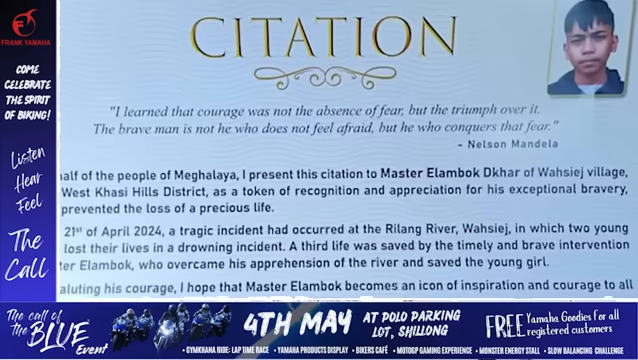 FRANK YAMAHA
COME
CELEBRATE
THE SPIRIT
OF BIKING!
Listen
Hear
Feel
The
Call
CITATION
"I learned that courage was not the absence of fear, but the triumph over it.
The brave man is not he who does not feel afraid, but he who conquers that fear."
- Nelson Mandela
alf of the people of Meghalaya, I present this citation to Master Elambok Dkhar of Wahsiej village,
West Khasi Hills District, as a token of recognition and appreciation for his exceptional bravery,
prevented the loss of a precious life.
21st of April 2024, a tragic incident had occurred at the Rilang River, Wahsiej, in which two young
lost their lives in a drowning incident. A third life was saved by the timely and brave intervention
ter Elambok, who overcame his apprehension of the river and saved the young girl.
aluting his courage, I hope that Master Elambok becomes an icon of inspiration and courage to all
The call of
the BLUE
Event
4TH MAY
AT POLO PARKING
LOT, SHILLONG
FREE Yamaha Goodies for all
registered customers
• GYMKHANA RIDE: LAP TIME RACE • YAMAHA PRODUCTS DISPLAY • BIKERS CAFÉ • MOTOGP GAMING EXPERIENCE • MONSTER ENERGY STALL • SLOW BALANCING CHALLENGE